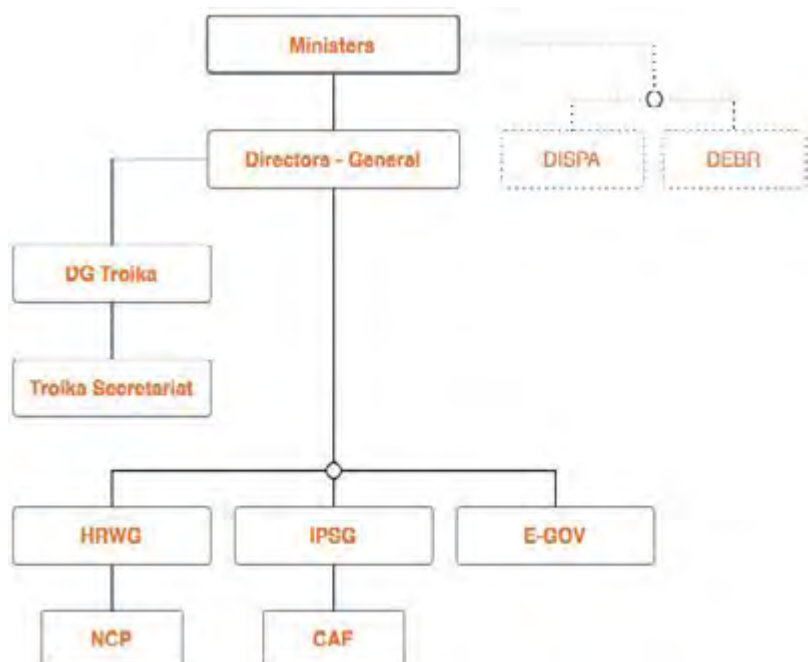 Ministers
Directors - General
DISPA
DEBR
DG Troika
Troika Secretariat
HRWG
IPSG
E-GOV
NCP
CAF